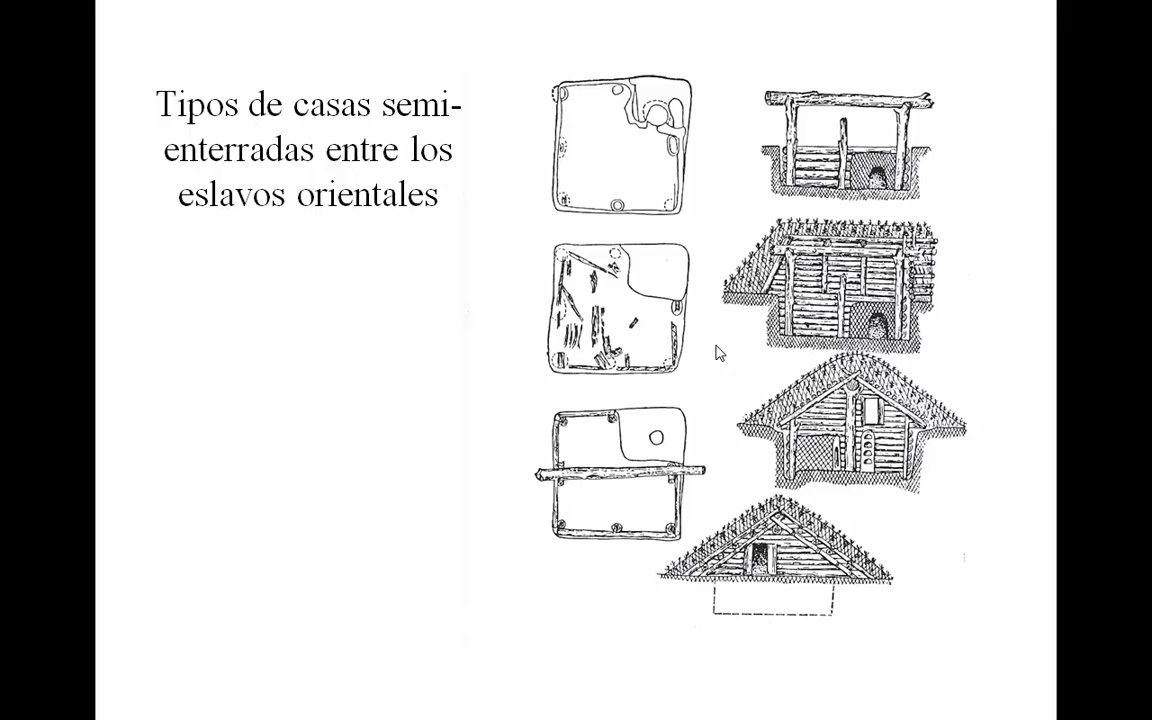 Tipos de casas semi-
enterradas entre los
eslavos orientales